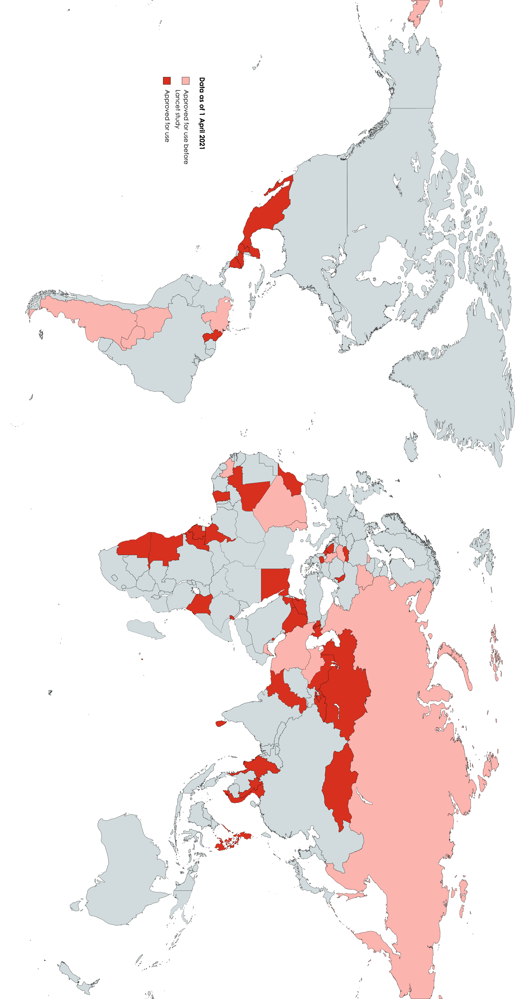 Data as of 1 April 2021
Approved for use before
Lancet study
Approved for use